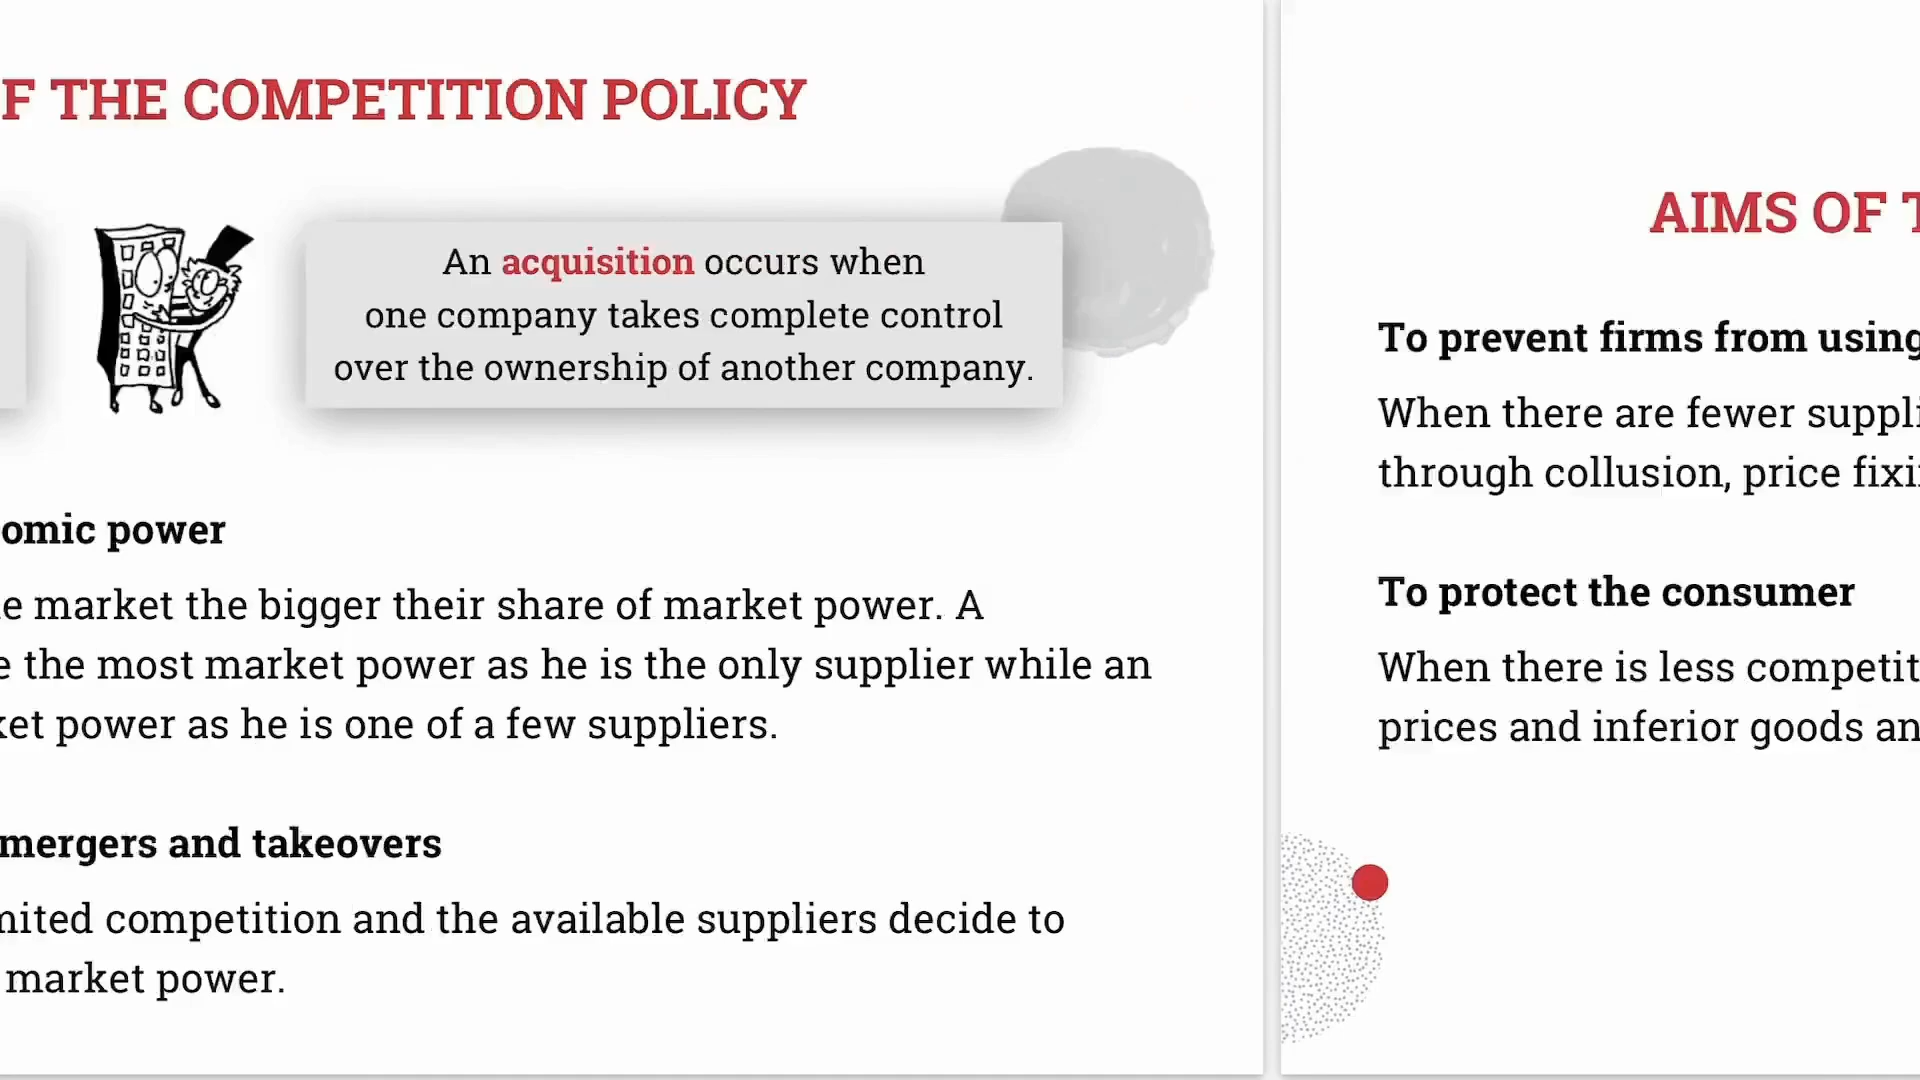 F THE COMPETITION POLICY
An acquisition occurs when
one company takes complete control
over the ownership of another company.
omic power
e market the bigger their share of market power. A
e the most market power as he is the only supplier while an
ket power as he is one of a few suppliers.
mergers and takeovers
mited competition and the available suppliers decide to
market power.
AIMS OF T
To prevent firms from using
When there are fewer suppli
through collusion, price fixi
To protect the consumer
When there is less competit
prices and inferior goods an